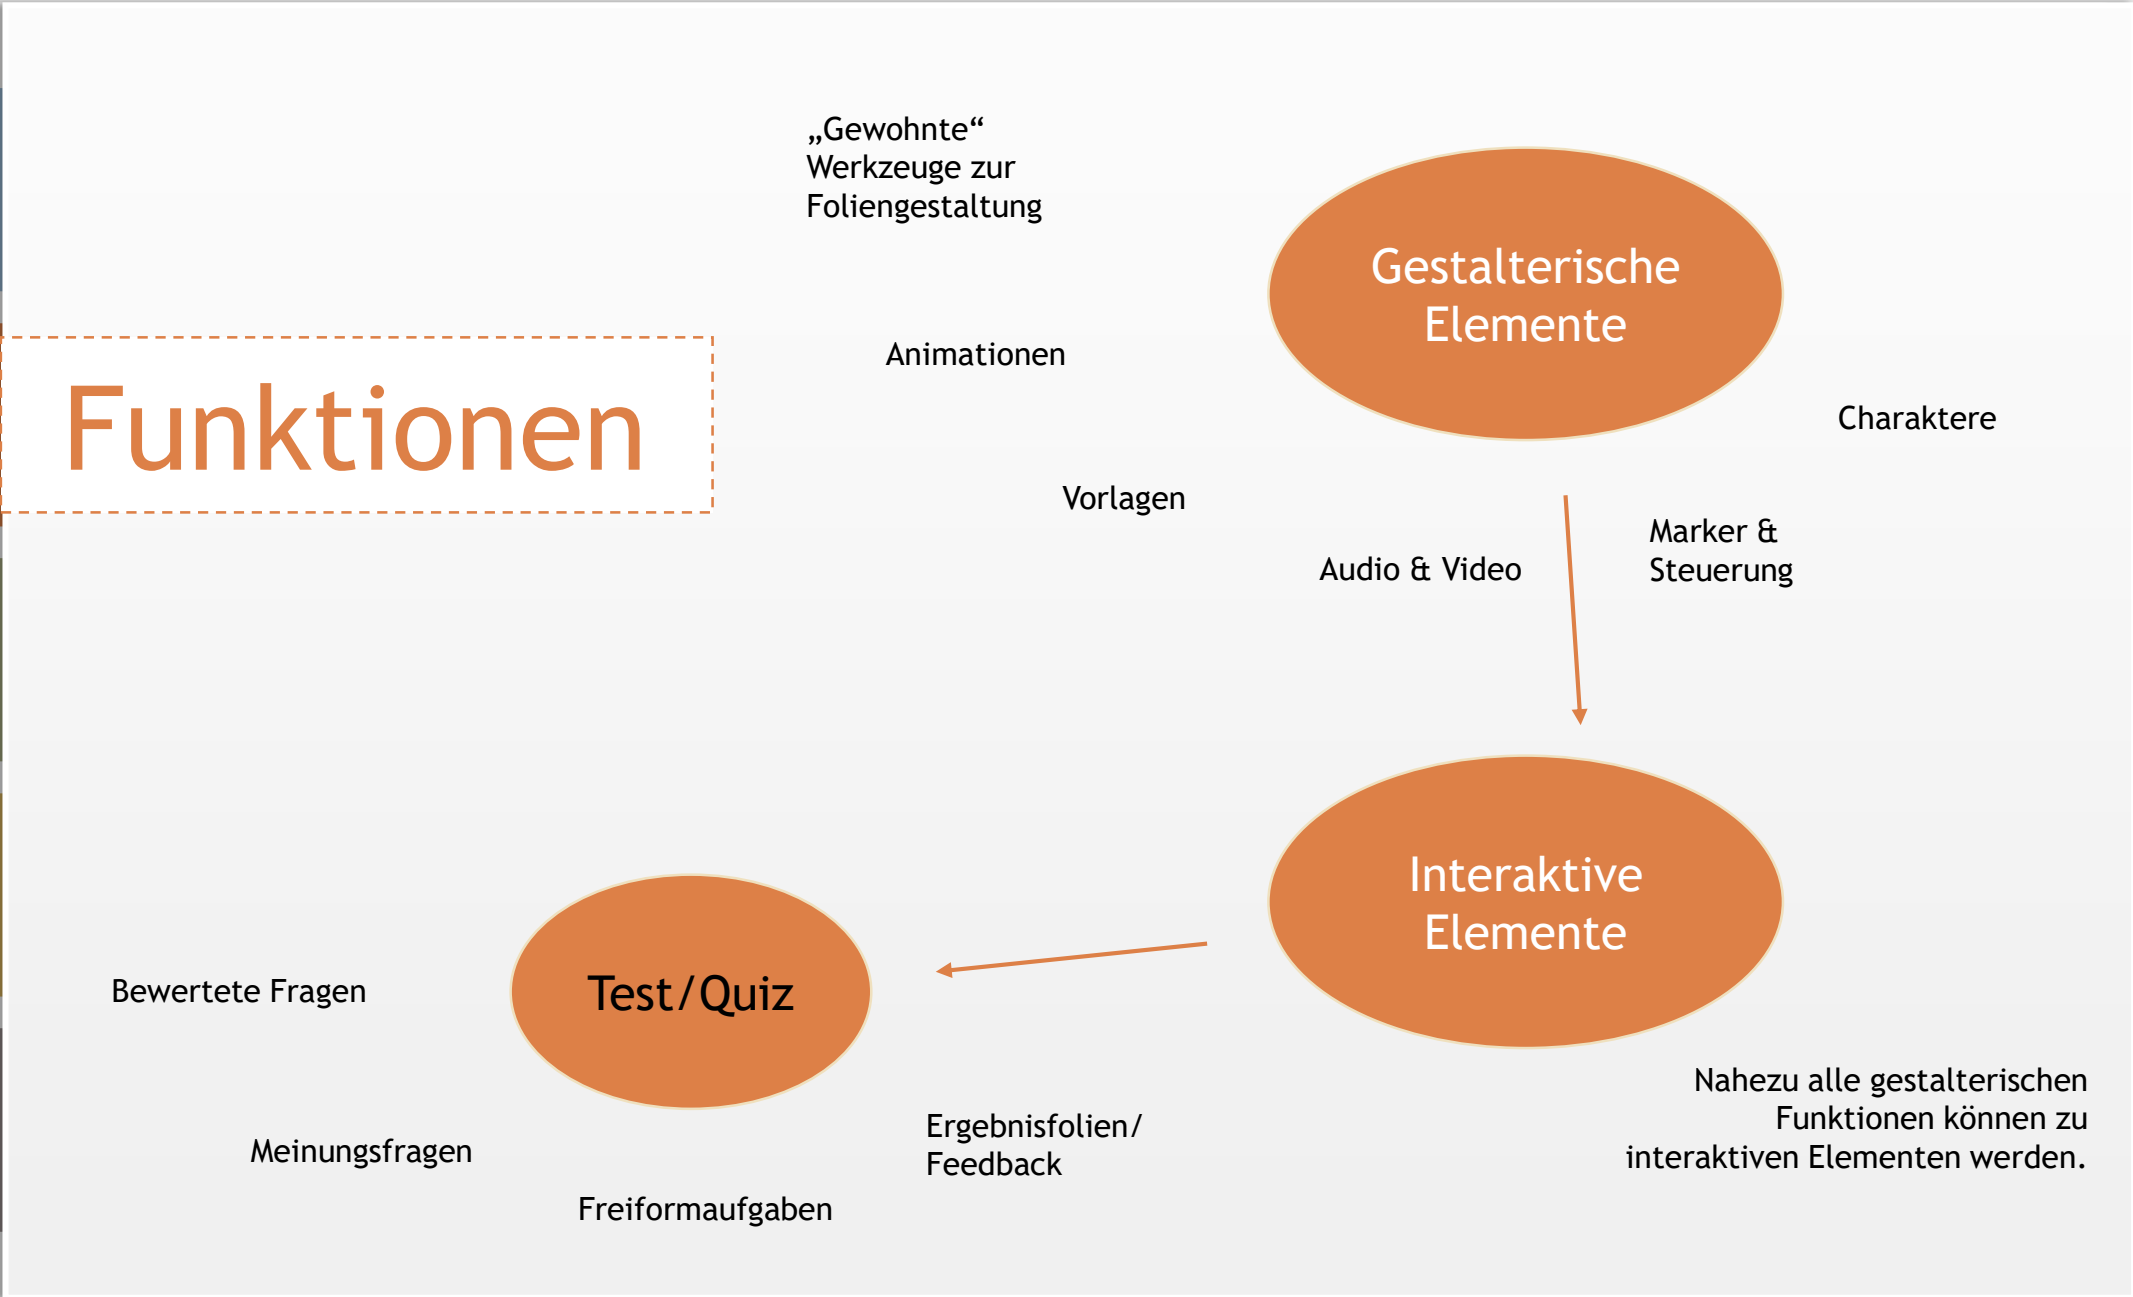 Funktionen
„Gewohnte“
Werkzeuge zur
Foliengestaltung
Gestalterische
Elemente
Animationen
Charaktere
Vorlagen
Audio & Video
Marker &
Steuerung
Interaktive
Elemente
Nahezu alle gestalterischen
Funktionen können zu
interaktiven Elementen werden.
Test/Quiz
Bewertete Fragen
Meinungsfragen
Freiformaufgaben
Ergebnisfolien/
Feedback